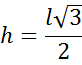 h = l√3/2